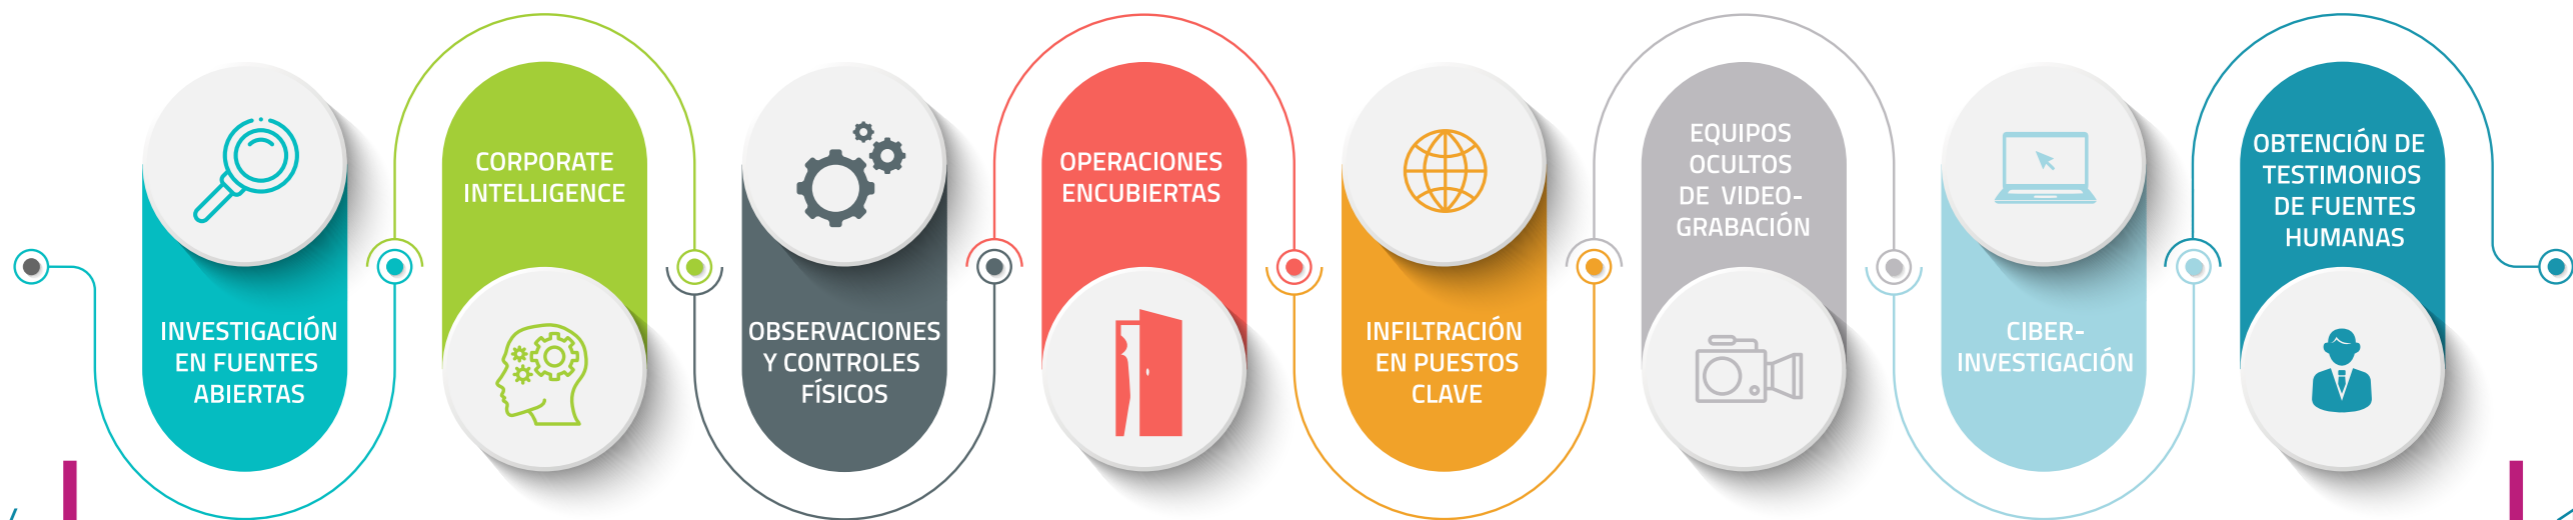 INVESTIGACIÓN
EN FUENTES
ABIERTAS
CORPORATE
INTELLIGENCE
OBSERVACIONES
Y CONTROLES
FÍSICOS
OPERACIONES
ENCUBIERTAS
INFILTRACIÓN
EN PUESTOS
CLAVE
EQUIPOS
OCULTOS
DE VIDEO-
GRABACIÓN
CIBER-
INVESTIGACIÓN
OBTENCIÓN DE
TESTIMONIOS
DE FUENTES
HUMANAS